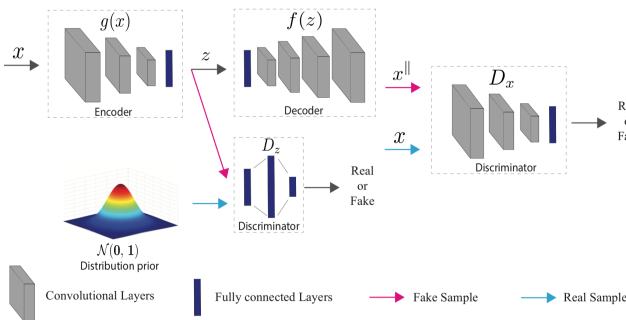 g(x)
f(z)
x
z
x^∥
D_x
Encoder
Decoder
D_z
x
Real
or
Fake
Discriminator
Discriminator
N(0, 1)
Distribution prior
Convolutional Layers
Fully connected Layers
Fake Sample
Real Sample